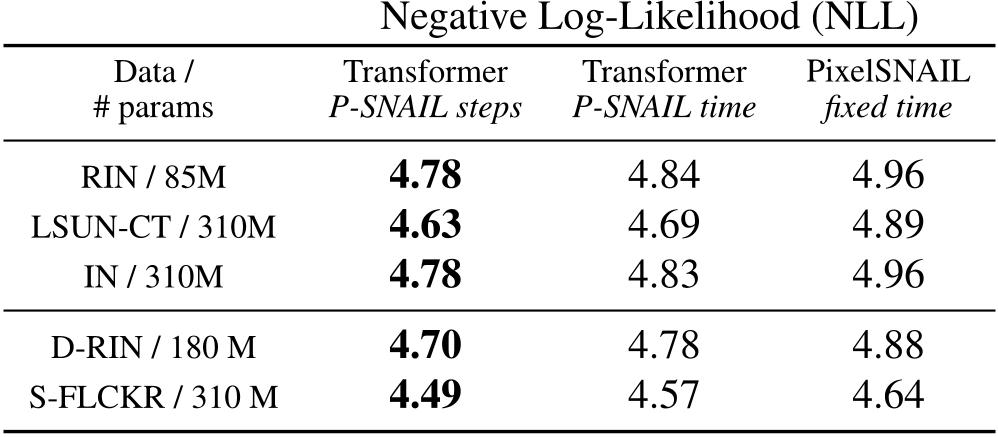 Negative Log-Likelihood (NLL)
Data / Transformer Transformer PixelSNAIL
# params P-SNAIL steps P-SNAIL time fixed time
RIN / 85M 4.78 4.84 4.96
LSUN-CT / 310M 4.63 4.69 4.89
IN / 310M 4.78 4.83 4.96
D-RIN / 180 M 4.70 4.78 4.88
S-FLCKR / 310 M 4.49 4.57 4.64